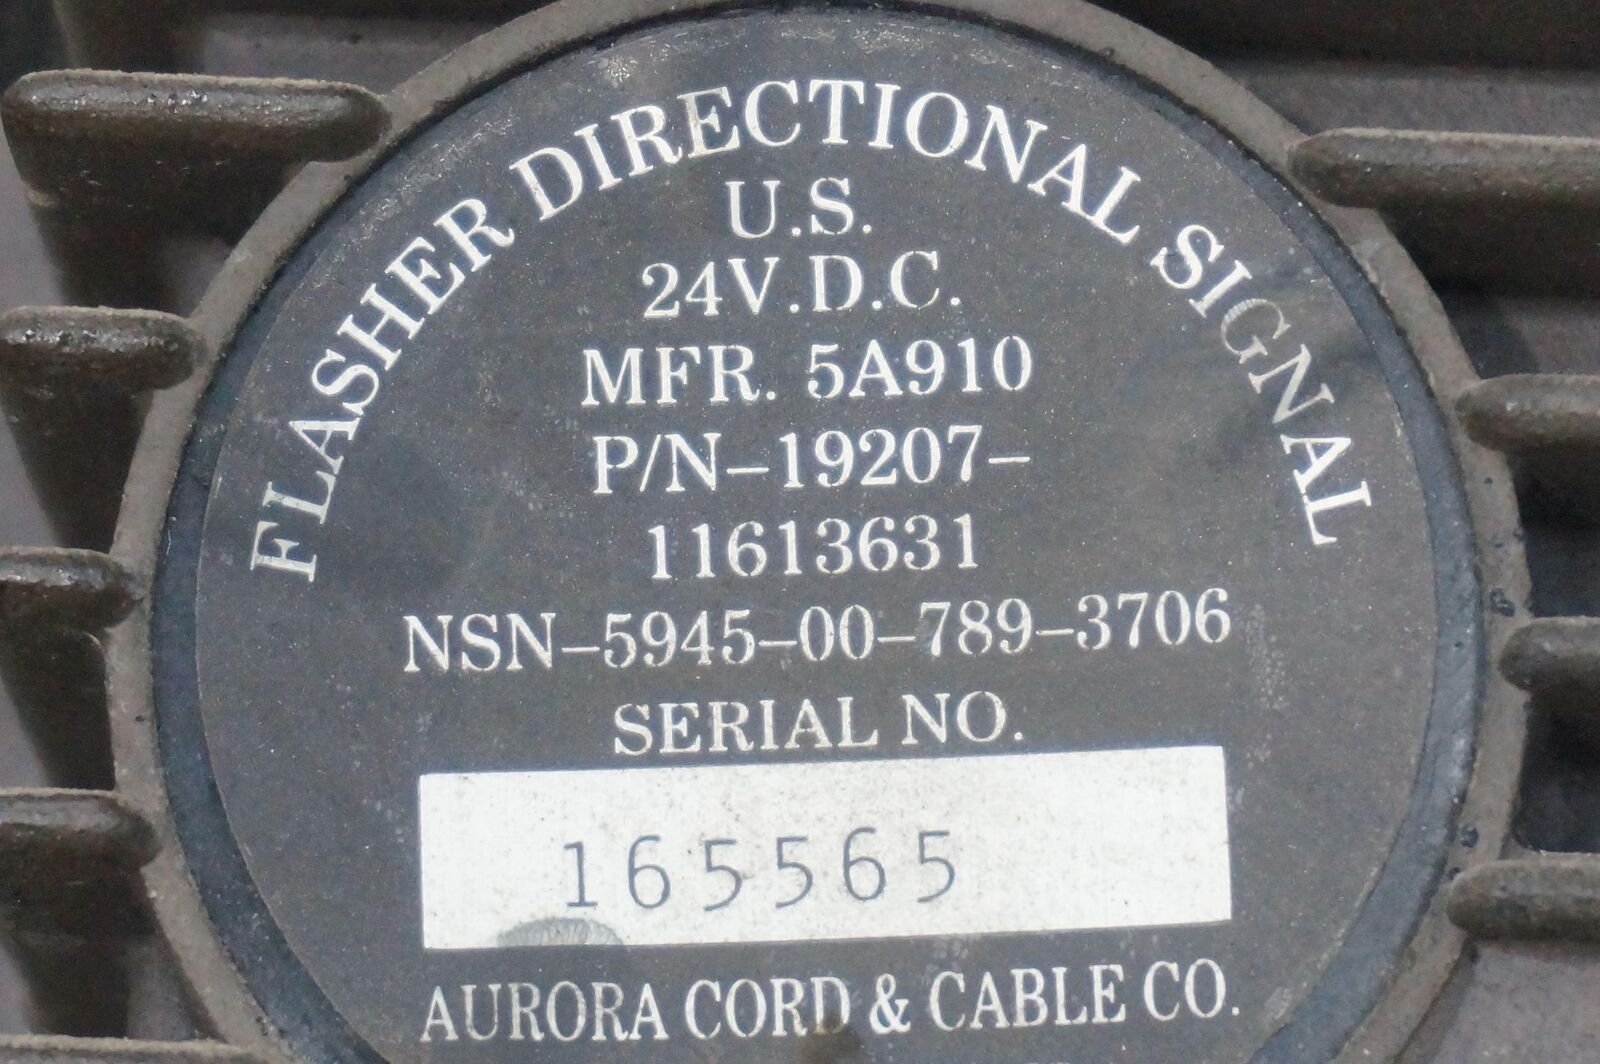 FLASHER DIRECTIONAL SIGNAL
U.S.
24V.D.C.
MFR. 5A910
P/N-19207-
11613631
NSN-5945-00-789-3706
SERIAL NO.
165565
AURORA CORD & CABLE CO.